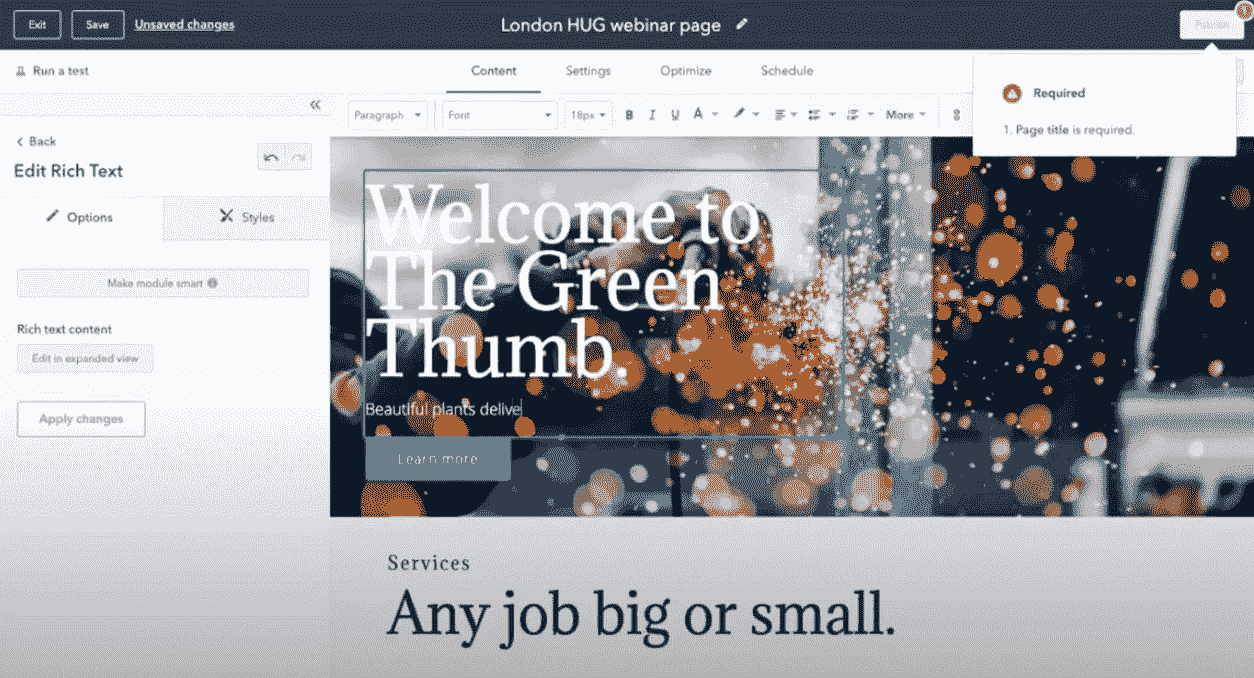 Exit
Save
Unsaved changes
London HUG webinar page
Publish
Run a test
Content
Settings
Optimize
Schedule
Required
1. Page title is required.
Paragraph
Font
18px
B I U A
More
Back
Edit Rich Text
Options
Styles
Make module smart
Rich text content
Edit in expanded view
Apply changes
Welcome to
The Green
Thumb.
Beautiful plants delive
Learn more
Services
Any job big or small.